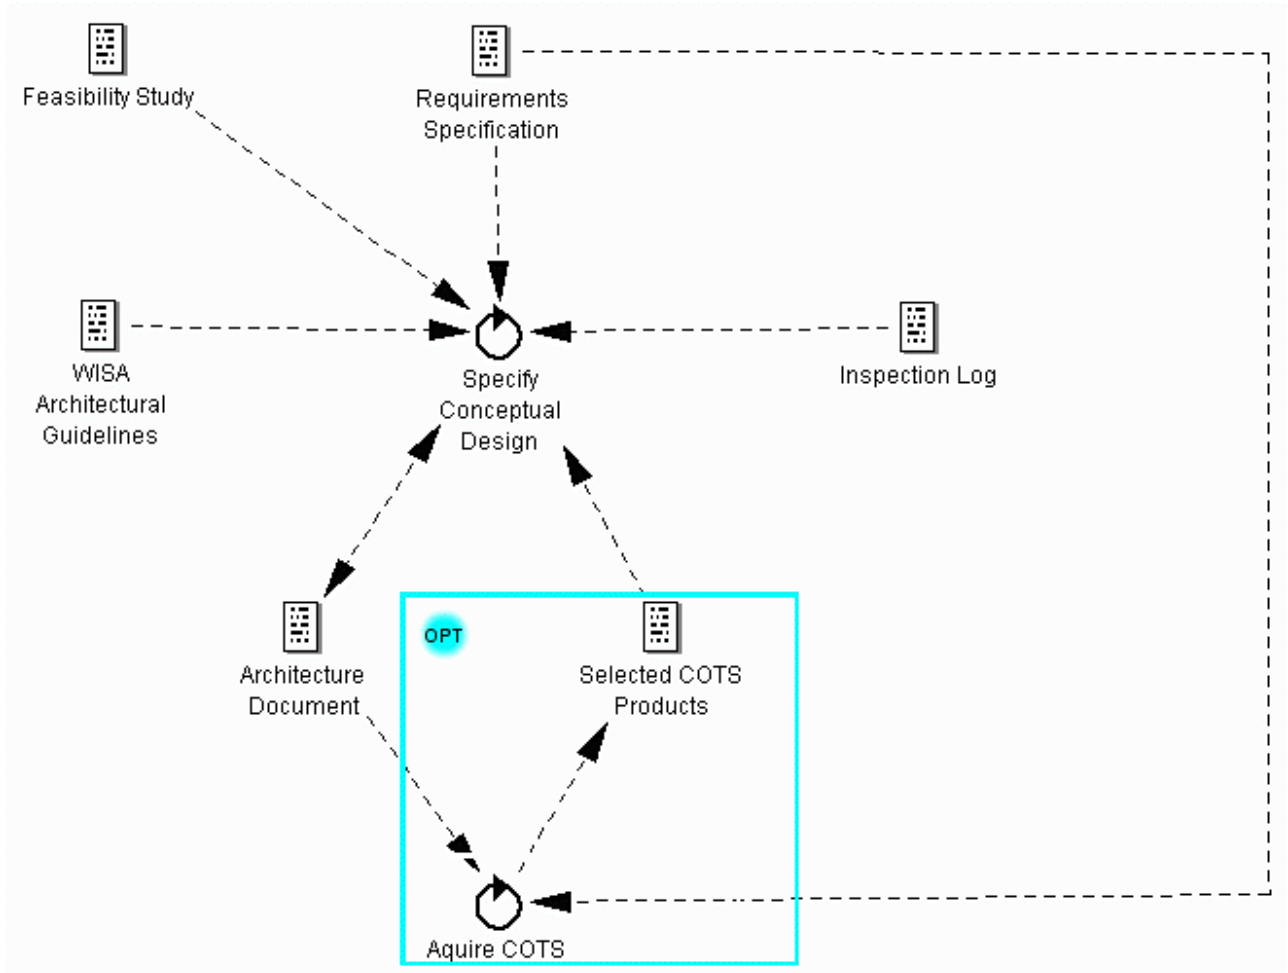 Feasibility Study
Requirements
Specification
WISA
Architectural
Guidelines
Specify
Conceptual
Design
Inspection Log
OPT
Architecture
Document
Selected COTS
Products
Aquire COTS